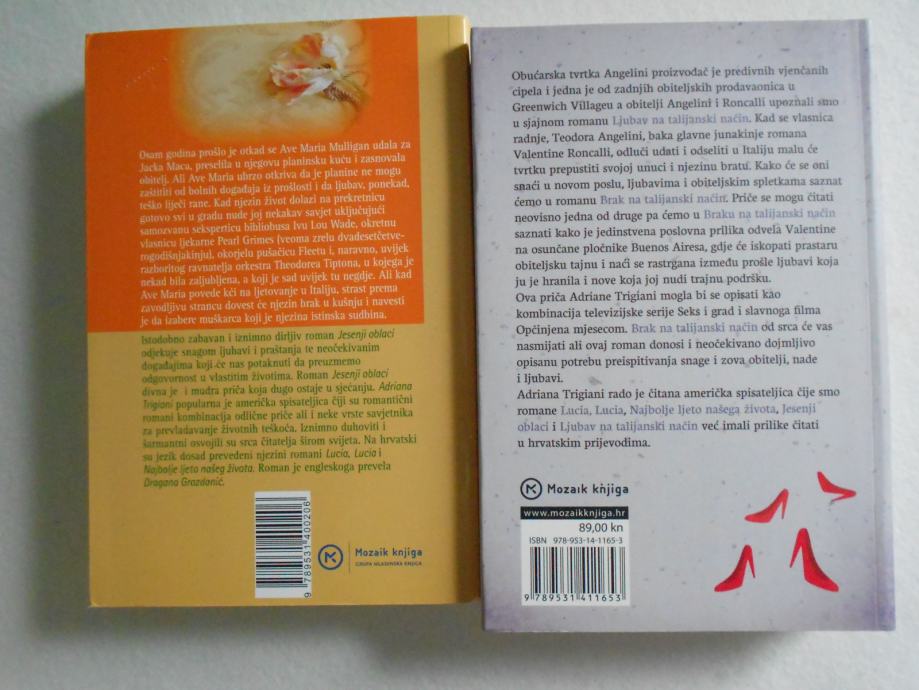 Osam godina prošlo je otkad se Ave Maria Mulligan udala za
Jacka Maca, preselila u njegovu planinsku kuću i zasnovala
obitelj. Ali Ave Maria ubrzo otkriva da je planine ne mogu
zaštititi od bolnih događaja iz prošlosti i da ljubav, ponekad,
teško liječi rane. Kad njezin život dolazi na prekretnicu
gotovo svi u gradu nude joj nekakav savjet uključujući
samozvanu seksperticu bibliobusa Ivu Lou Wade, okretnu
vlasnicu ljekarne Pearl Grimes (veoma zrelu dvadesetčetve-
rogodišnjakinju), okorjelu pušačicu Fleetu i, naravno, uvijek
razboritog ravnatelja orkestra Theodorea Tiptona, u kojega je
nekad bila zaljubljena, a koji je sad uvijek tu negdje. Ali kad
Ave Maria povede kći na ljetovanje u Italiju, strast prema
zavodljivu strancu dovest će njezin brak u kušnju i navesti
je da izabere muškarca koji je njezina istinska sudbina.
Istodobno zabavan i iznimno dirljiv roman Jesenji oblaci
odjekuje snagom ljubavi i praštanja te neočekivanim
događajima koji će nas potaknuti da preuzmemo
odgovornost u vlastitim životima. Roman Jesenji oblaci
divna je i mudra priča koja dugo ostaje u sjećanju. Adriana
Trigiani popularna je američka spisateljica čiji su romantični
romani kombinacija odlične priče ali i neke vrste savjetnika
za prevladavanje životnih teškoća. Iznimno duhoviti i
šarmantni osvojili su srca čitatelja širom svijeta. Na hrvatski
su jezik dosad prevedeni njezini romani Lucia, Lucia i
Najbolje ljeto našeg života. Roman je engleskoga prevela
Dragana Grozdanić.
9 789531 400206
Mozaik knjiga
GRUPA MLADINSKA KNJIGA
Obućarska tvrtka Angelini proizvođač je predivnih vjenčanih
cipela i jedna je od zadnjih obiteljskih prodavaonica u
Greenwich Villageu a obitelji Angelini i Roncalli upoznali smo
u sjajnom romanu Ljubav na talijanski način. Kad se vlasnica
radnje, Teodora Angelini, baka glavne junakinje romana
Valentine Roncalli, odluči udati i odseliti u Italiju malu će
tvrtku prepustiti svojoj unuci i njezinu bratu. Kako će se oni
snaći u novom poslu, ljubavima i obiteljskim spletkama saznat
ćemo u romanu Brak na talijanski način. Priče se mogu čitati
neovisno jedna od druge pa ćemo u Braku na talijanski način
saznati kako je jedinstvena poslovna prilika odvela Valentine
na osunčane pločnike Buenos Airesa, gdje će iskopati prastaru
obiteljsku tajnu i naći se rastrgana između prošle ljubavi koja
ju je hranila i nove koja joj nudi trajnu podršku.
Ova priča Adriane Trigiani mogla bi se opisati kao
kombinacija televizijske serije Seks i grad i slavnoga filma
Općinjena mjesecom. Brak na talijanski način od srca će vas
nasmijati ali ovaj roman donosi i neočekivano dojmljivo
opisanu potrebu preispitivanja snage i zova obitelji, nade
i ljubavi.
Adriana Trigiani rado je čitana američka spisateljica čije smo
romane Lucia, Lucia, Najbolje ljeto našega života, Jesenji
oblaci i Ljubav na talijanski način već imali prilike čitati
u hrvatskim prijevodima.
Mozaik knjiga
www.mozaikknjiga.hr
89,00 kn
ISBN 978-953-14-1165-3
9 789531 411653